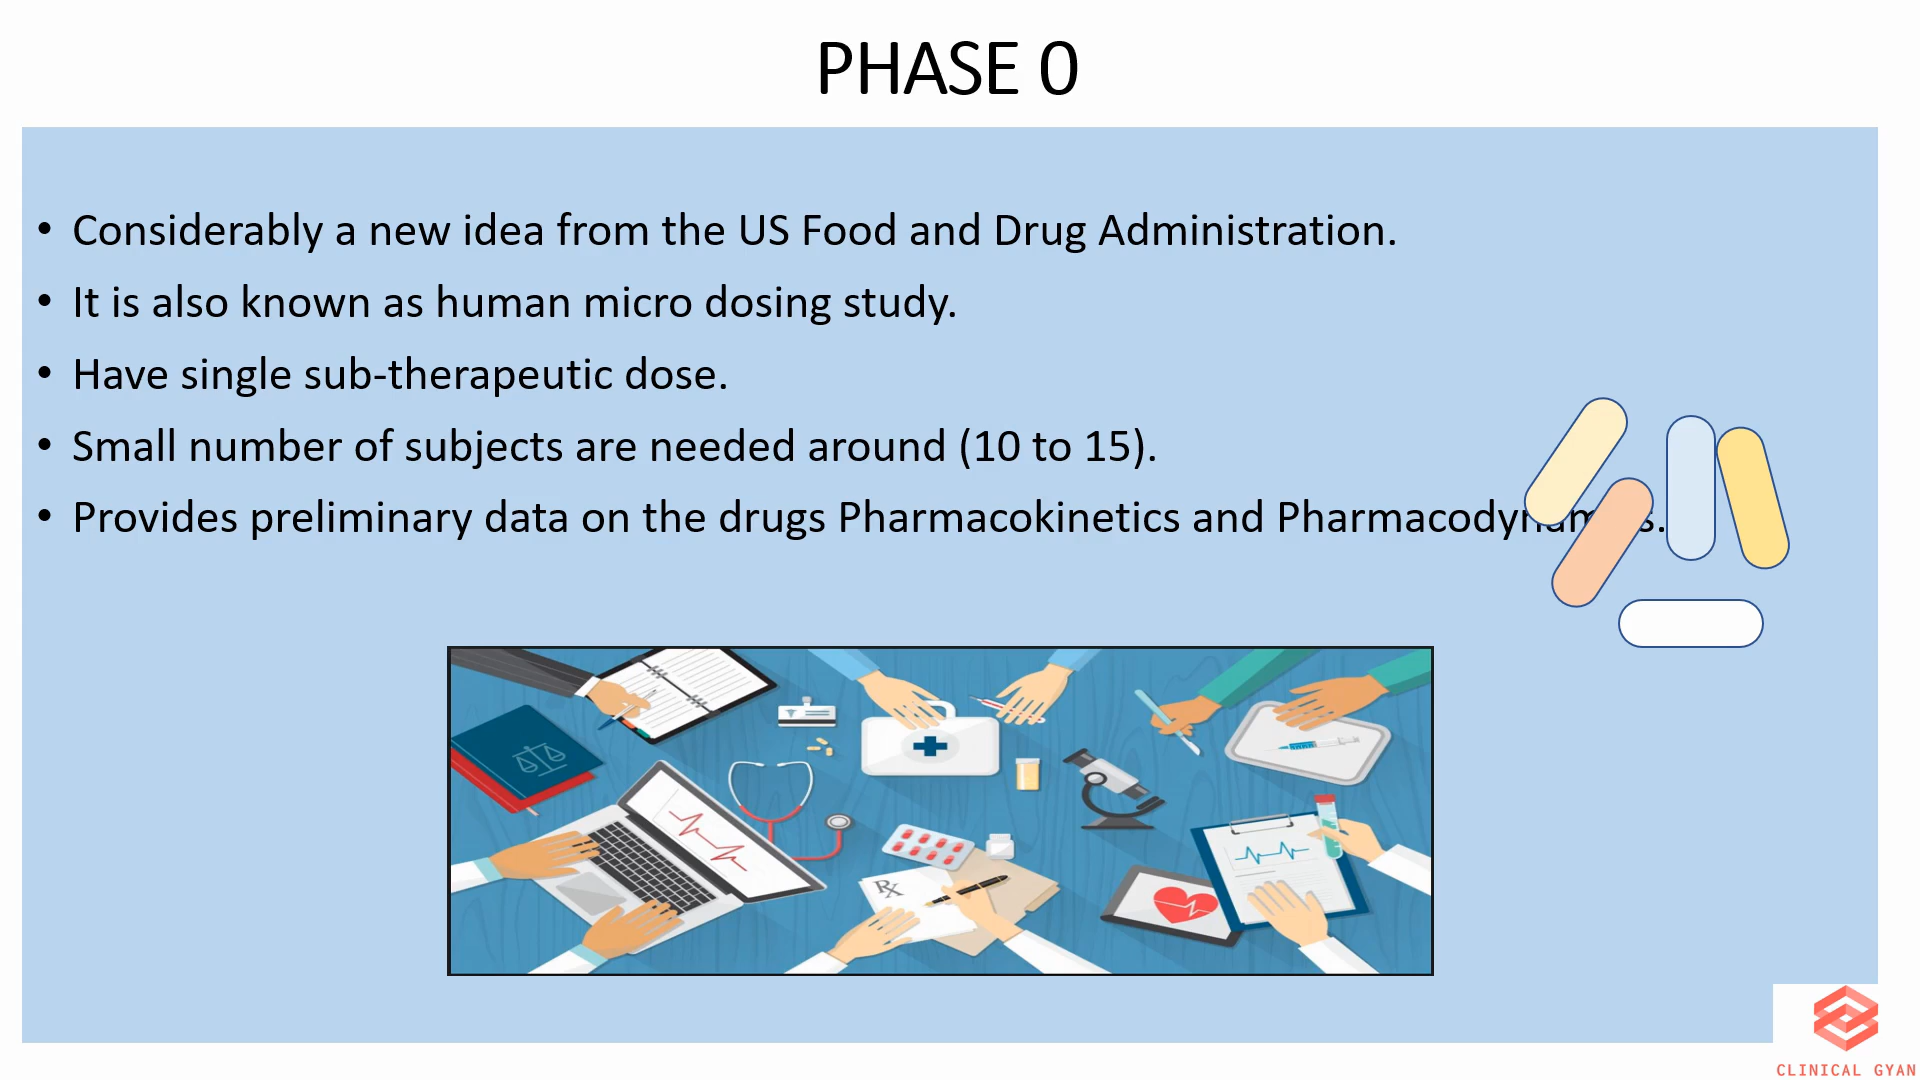 PHASE 0
• Considerably a new idea from the US Food and Drug Administration.
• It is also known as human micro dosing study.
• Have single sub-therapeutic dose.
• Small number of subjects are needed around (10 to 15).
• Provides preliminary data on the drugs Pharmacokinetics and Pharmacodynamics.
Rx
CLINICAL GYAN